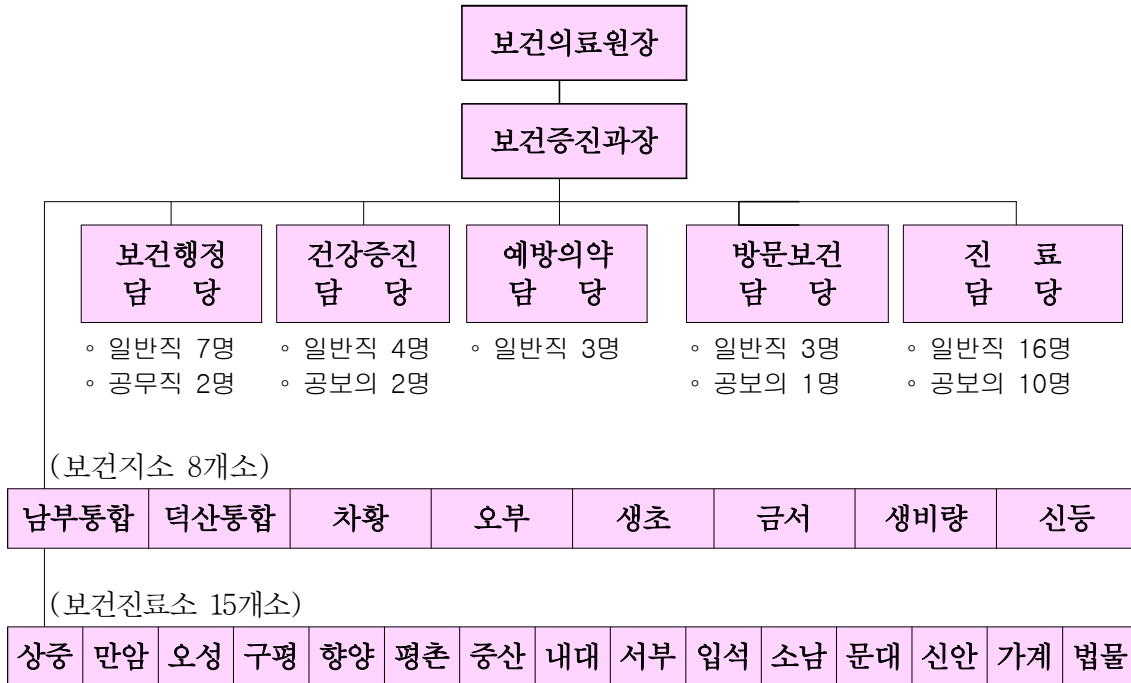 보건의료원장
보건증진과장
보건행정
담 당
건강증진
담 당
예방의약
담 당
방문보건
담 당
진 료
담 당
◦ 일반직 7명
◦ 공무직 2명
◦ 일반직 4명
◦ 공보의 2명
◦ 일반직 3명
◦ 일반직 3명
◦ 공보의 1명
◦ 일반직 16명
◦ 공보의 10명
(보건지소 8개소)
남부통합 덕산통합 차황 오부 생초 금서 생비량 신등
(보건진료소 15개소)
상중 만암 오성 구평 향양 평촌 중산 내대 서부 입석 소남 문대 신안 가계 법물